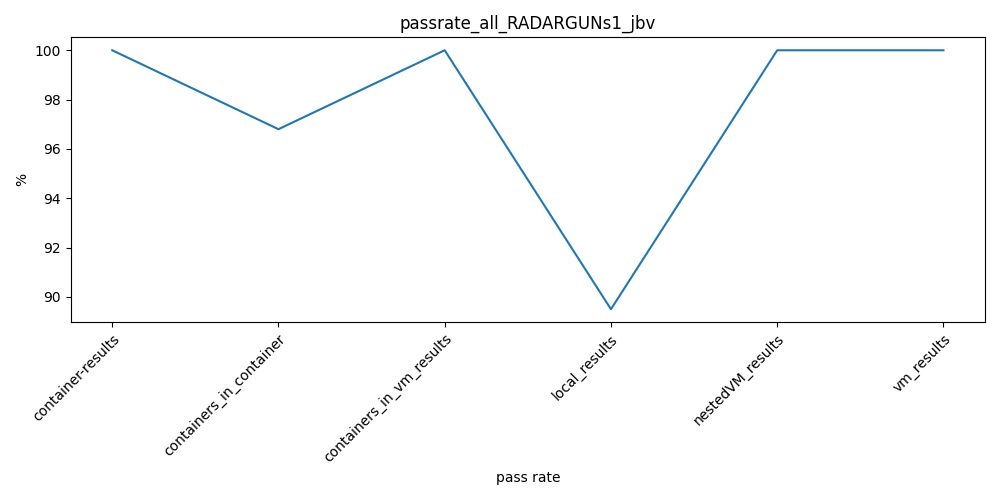 passrate_all_RADARGUNs1_jbv
100
98
96
94
92
90
%
container-results
containers_in_container
containers_in_vm_results
local_results
nestedVM_results
vm_results
pass rate